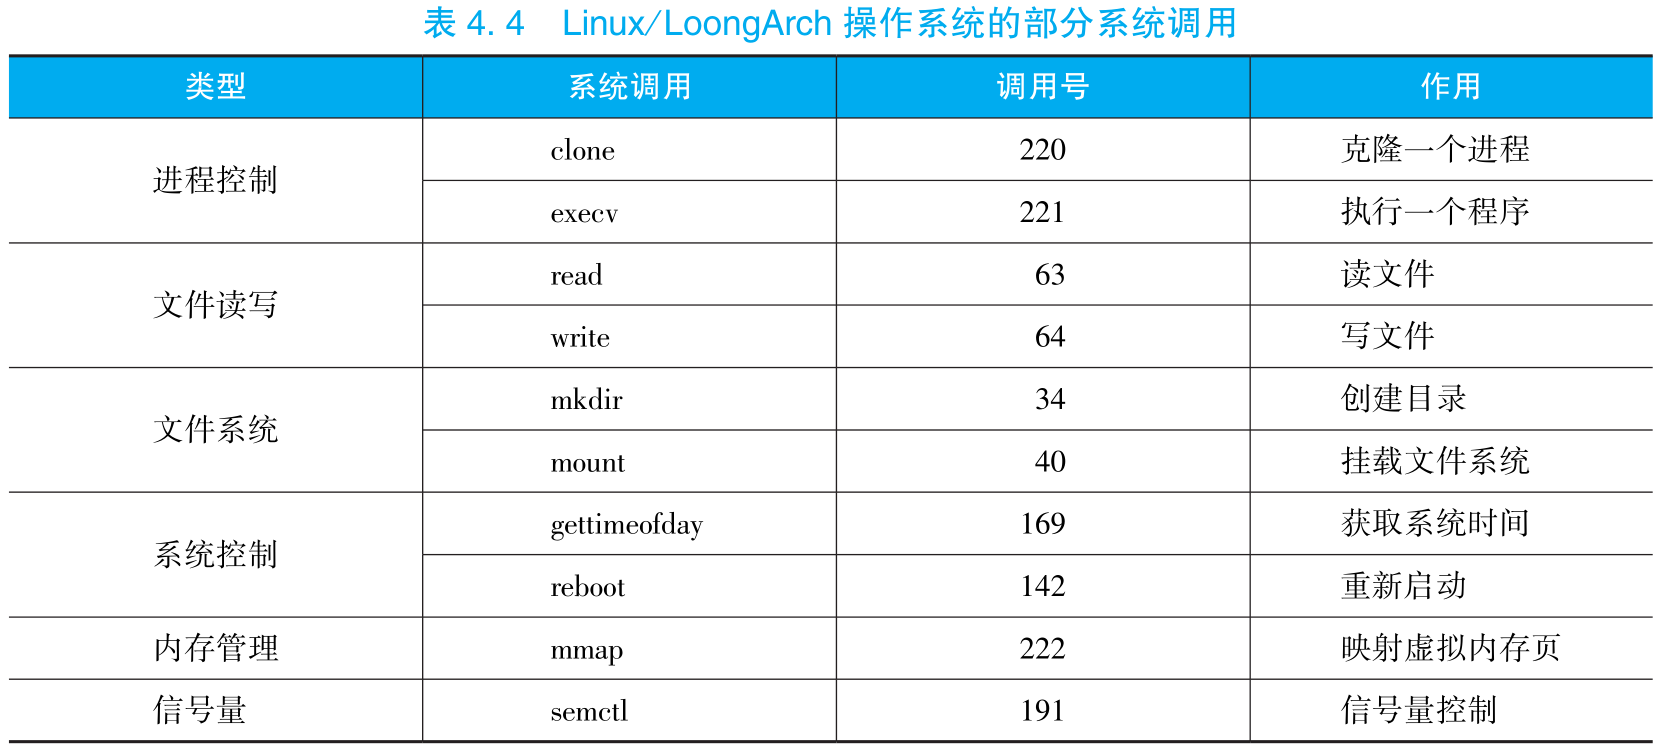 表 4. 4 Linux/LoongArch 操作系统的部分系统调用
类型 系统调用 调用号 作用
进程控制 clone 220 克隆一个进程
execv 221 执行一个程序
文件读写 read 63 读文件
write 64 写文件
文件系统 mkdir 34 创建目录
mount 40 挂载文件系统
系统控制 gettimeofday 169 获取系统时间
reboot 142 重新启动
内存管理 mmap 222 映射虚拟内存页
信号量 semctl 191 信号量控制